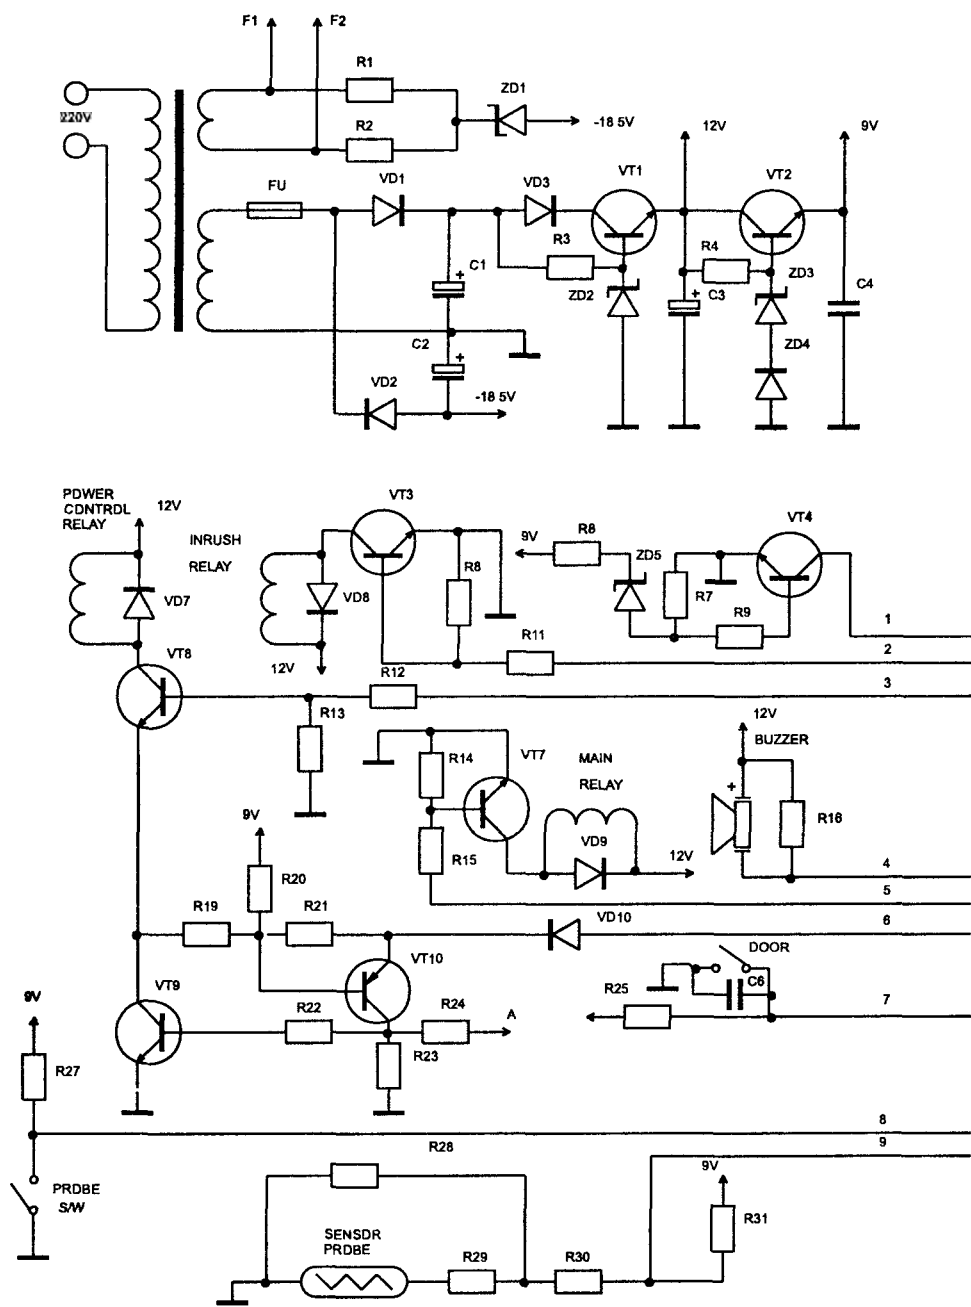 F1 F2
R1
ZD1
220V
R2
-18 5V
12V
9V
FU
VD1
VD3
VT1
VT2
R3
R4
C1
ZD2
C3
ZD3
C4
C2
ZD4
VD2
-18 5V
PDWER
CDNTRDL
RELAY
12V
VT3
INRUSH
RELAY
9V
R8
VT4
ZD5
VD7
VD8
R8
R7
R9
1
2
R11
VT8
12V
R12
3
R13
12V
BUZZER
R14
VT7
MAIN
RELAY
9V
R16
R15
VD9
12V
4
5
R20
R19
R21
VD10
6
VT10
DOOR
C6
VT9
9V
R22
R24
A
R25
7
R27
R23
8
9
R28
9V
PRDBE
S/W
R31
SENSDR
PRDBE
R29
R30